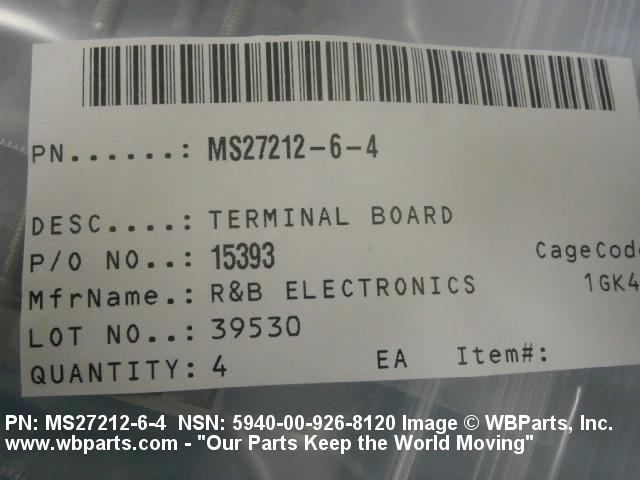 PN......: MS27212-6-4
DESC....: TERMINAL BOARD
P/O NO..: 15393 CageCode
MfrName.: R&B ELECTRONICS 1GK4
LOT NO..: 39530
QUANTITY: 4 EA Item#:
PN: MS27212-6-4 NSN: 5940-00-926-8120 Image © WBParts, Inc.
www.wbparts.com - "Our Parts Keep the World Moving"